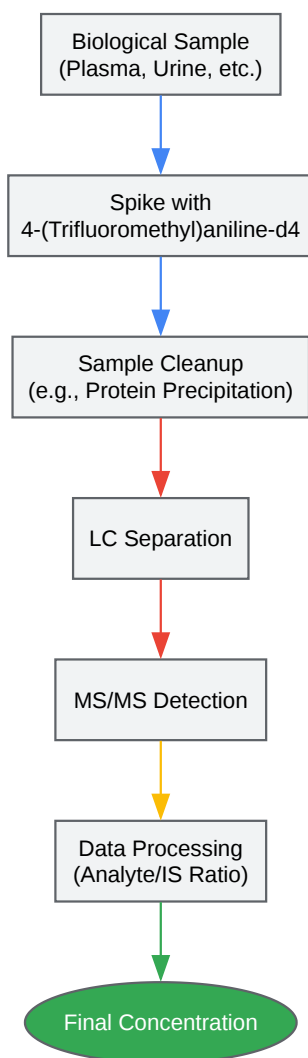 Biological Sample
(Plasma, Urine, etc.)
Spike with
4-(Trifluoromethyl)aniline-d4
Sample Cleanup
(e.g., Protein Precipitation)
LC Separation
MS/MS Detection
Data Processing
(Analyte/IS Ratio)
Final Concentration